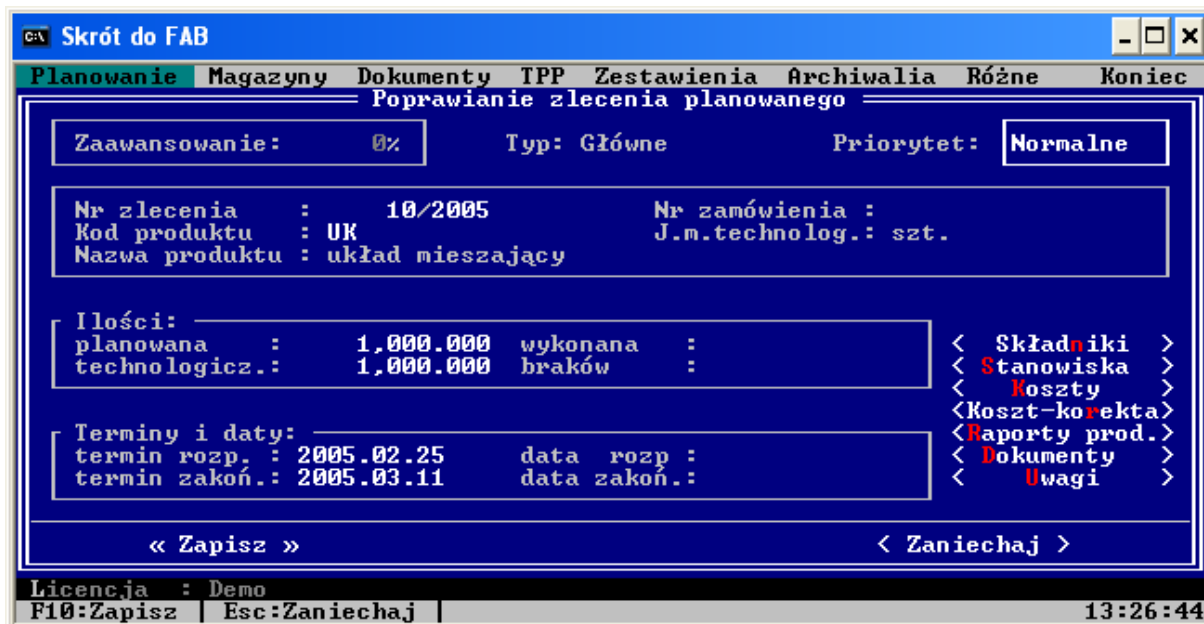 Skrót do FAB
Planowanie Magazyny Dokumenty TPP Zestawienia Archiwalia Różne Koniec
Poprawianie zlecenia planowanego
Zaawansowanie: 0% Typ: Główne Priorytet: Normalne
Nr zlecenia : 10/2005 Nr zamówienia :
Kod produktu : UK J.m.technolog.: szt.
Nazwa produktu : układ mieszający
Ilości:
planowana : 1,000.000 wykonana : < Składniki >
technologicz.: 1,000.000 braków : < Stanowiska >
< Koszty >
<Koszt-korekta>
Terminy i daty: <Raporty prod.>
termin rozp. : 2005.02.25 data rozp : < Dokumenty >
termin zakoń.: 2005.03.11 data zakoń.: < Uwagi >
« Zapisz » < Zaniechaj >
Licencja : Demo
F10:Zapisz | Esc:Zaniechaj | 13:26:44